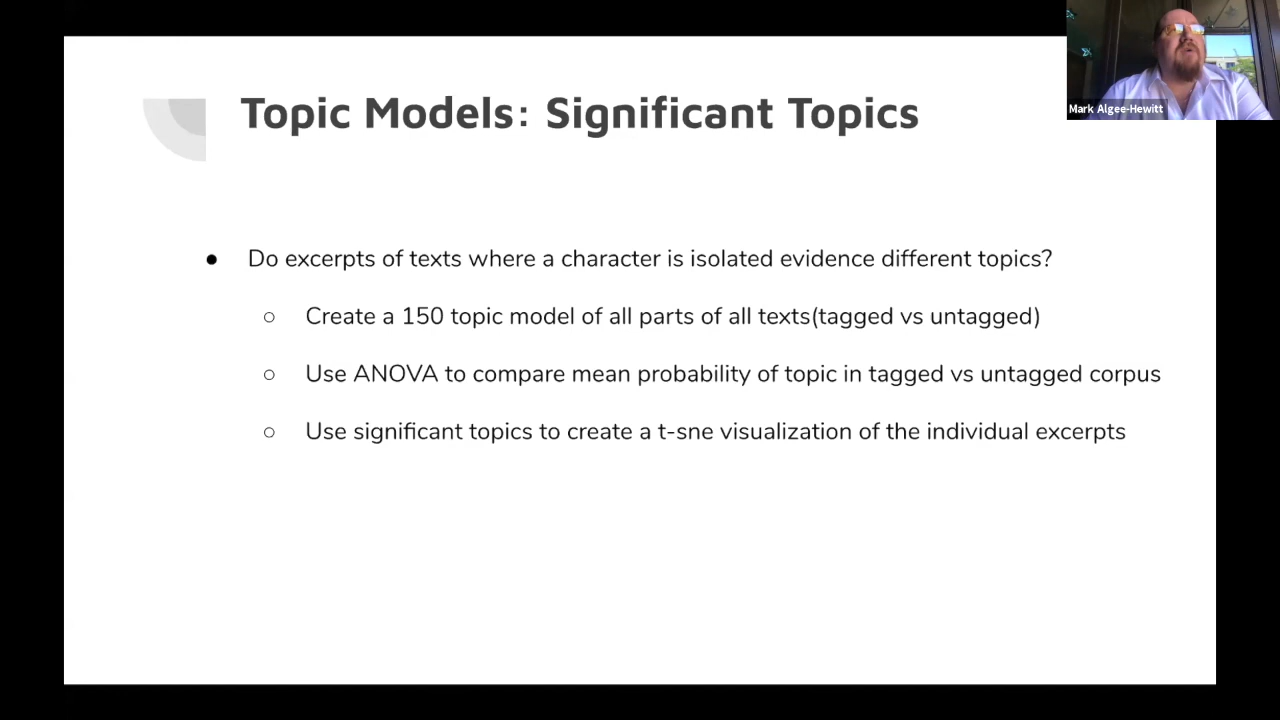 Mark Algee-Hewitt
Topic Models: Significant Topics
● Do excerpts of texts where a character is isolated evidence different topics?
○ Create a 150 topic model of all parts of all texts(tagged vs untagged)
○ Use ANOVA to compare mean probability of topic in tagged vs untagged corpus
○ Use significant topics to create a t-sne visualization of the individual excerpts